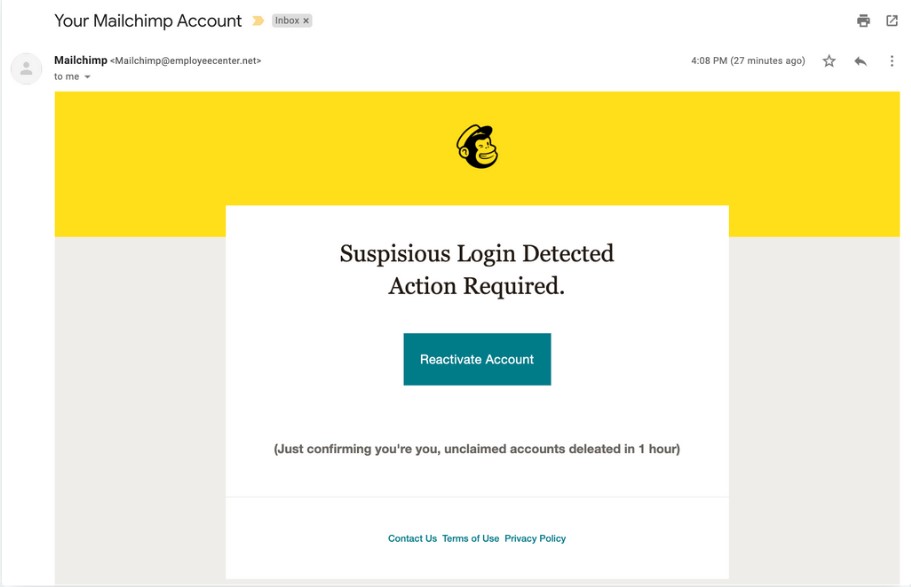 Your Mailchimp Account Inbox x
Mailchimp <Mailchimp@employeecenter.net> 4:08 PM (27 minutes ago)
to me
Suspisious Login Detected
Action Required.
Reactivate Account
(Just confirming you're you, unclaimed accounts deleated in 1 hour)
Contact Us Terms of Use Privacy Policy